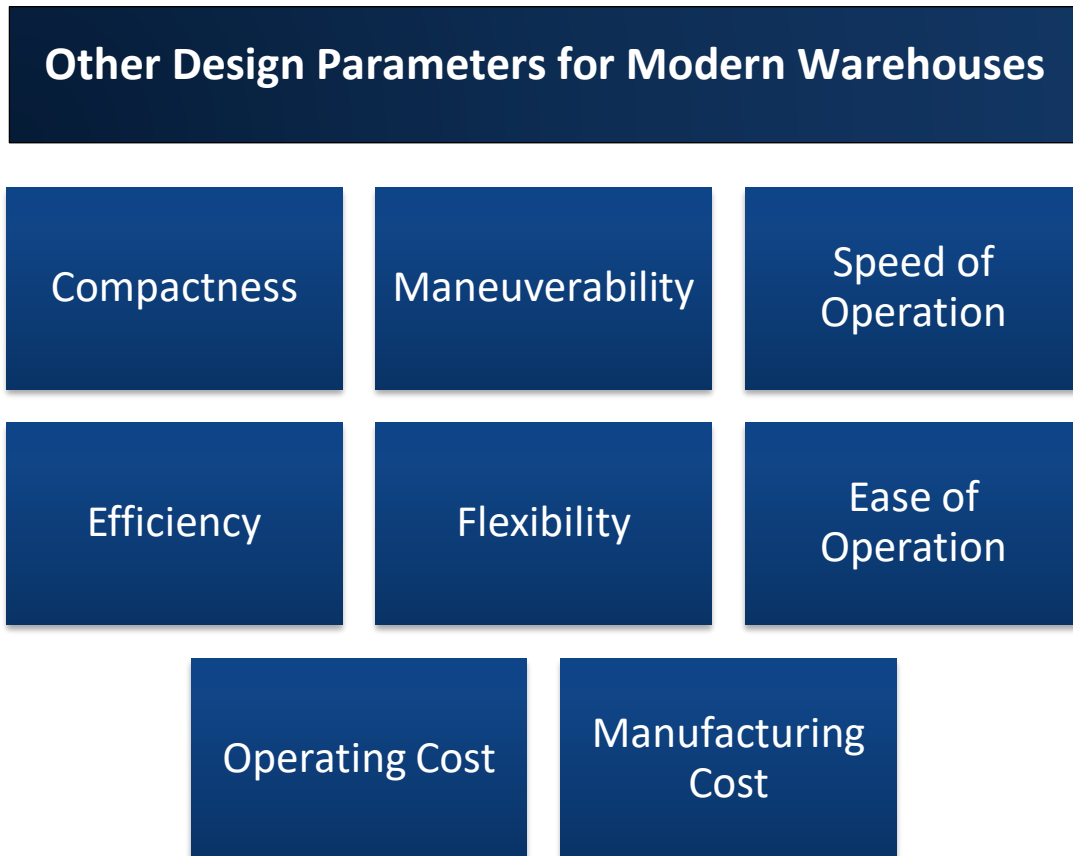 Other Design Parameters for Modern Warehouses
Compactness
Maneuverability
Speed of
Operation
Efficiency
Flexibility
Ease of
Operation
Operating Cost
Manufacturing
Cost